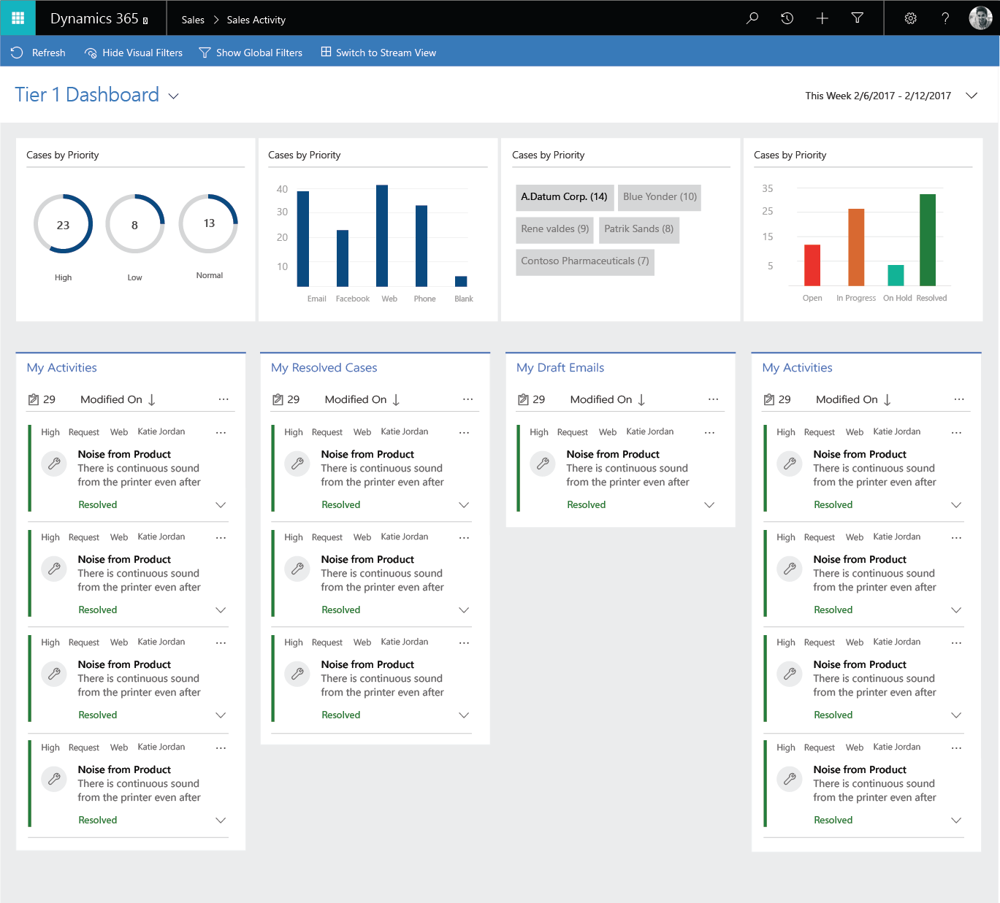 Dynamics 365
Sales > Sales Activity
?
Refresh
Hide Visual Filters
Show Global Filters
Switch to Stream View
Tier 1 Dashboard
This Week 2/6/2017 - 2/12/2017
Cases by Priority
23
8
13
High
Low
Normal
Cases by Priority
40
30
20
10
Email
Facebook
Web
Phone
Blank
Cases by Priority
A.Datum Corp. (14)
Blue Yonder (10)
Rene valdes (9)
Patrik Sands (8)
Contoso Pharmaceuticals (7)
Cases by Priority
35
25
15
5
Open
In Progress
On Hold
Resolved
My Activities
29 Modified On ...
High Request Web Katie Jordan ...
Noise from Product
There is continuous sound
from the printer even after
Resolved
High Request Web Katie Jordan ...
Noise from Product
There is continuous sound
from the printer even after
Resolved
High Request Web Katie Jordan ...
Noise from Product
There is continuous sound
from the printer even after
Resolved
High Request Web Katie Jordan ...
Noise from Product
There is continuous sound
from the printer even after
Resolved
My Resolved Cases
29 Modified On ...
High Request Web Katie Jordan ...
Noise from Product
There is continuous sound
from the printer even after
Resolved
High Request Web Katie Jordan ...
Noise from Product
There is continuous sound
from the printer even after
Resolved
High Request Web Katie Jordan ...
Noise from Product
There is continuous sound
from the printer even after
Resolved
My Draft Emails
29 Modified On ...
High Request Web Katie Jordan ...
Noise from Product
There is continuous sound
from the printer even after
Resolved
My Activities
29 Modified On ...
High Request Web Katie Jordan ...
Noise from Product
There is continuous sound
from the printer even after
Resolved
High Request Web Katie Jordan ...
Noise from Product
There is continuous sound
from the printer even after
Resolved
High Request Web Katie Jordan ...
Noise from Product
There is continuous sound
from the printer even after
Resolved
High Request Web Katie Jordan ...
Noise from Product
There is continuous sound
from the printer even after
Resolved